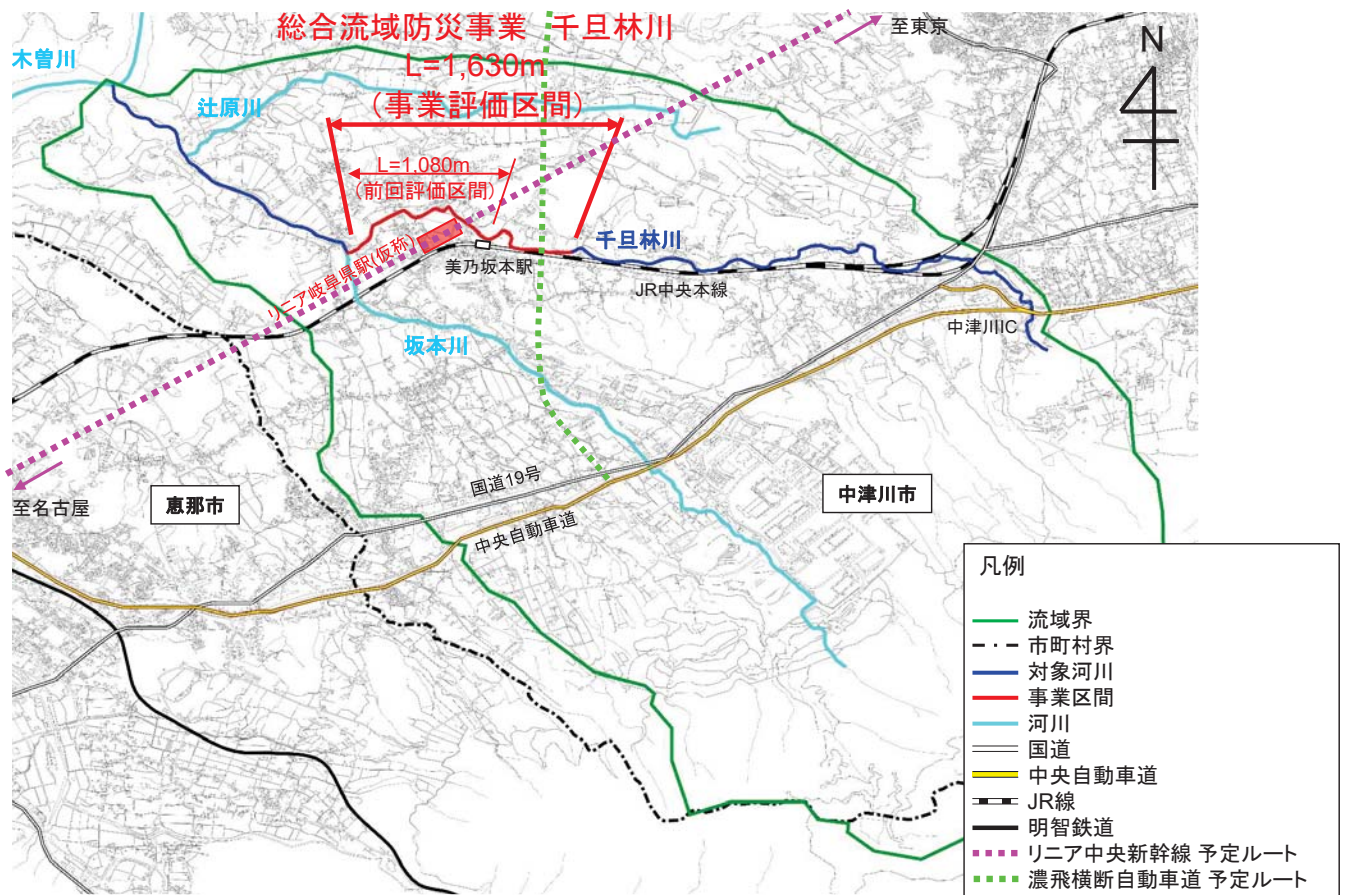 総合流域防災事業 千旦林川
L=1,630m
(事業評価区間)
至東京
N
木曽川
辻原川
L=1,080m
(前回評価区間)
千旦林川
リニア岐阜県駅(仮称)
美乃坂本駅
JR中央本線
中津川IC
坂本川
国道19号
中央自動車道
至名古屋
恵那市
中津川市
凡例
流域界
市町村界
対象河川
事業区間
河川
国道
中央自動車道
JR線
明智鉄道
リニア中央新幹線 予定ルート
濃飛横断自動車道 予定ルート